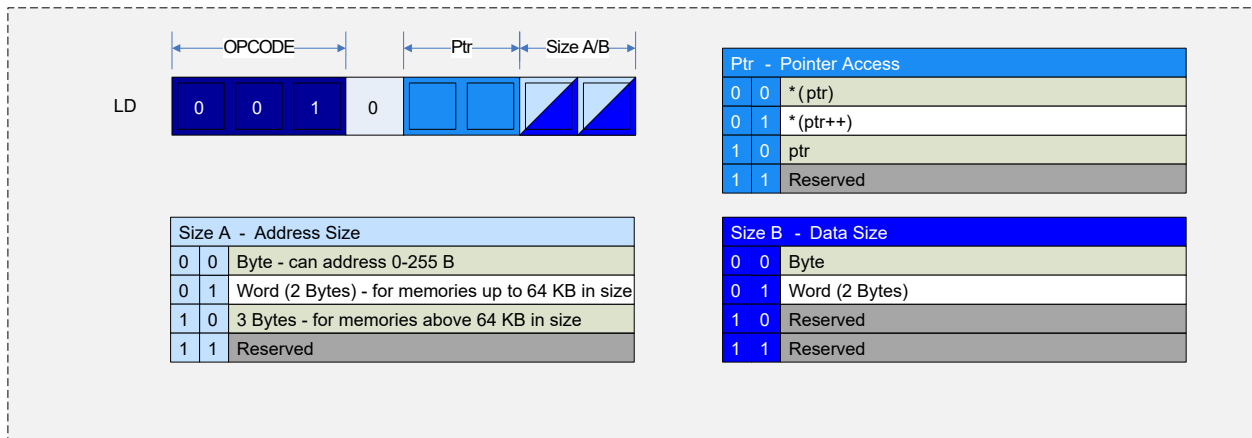 OPCODE Ptr Size A/B
LD 0 0 1 0
Ptr - Pointer Access
0 0 *(ptr)
0 1 *(ptr++)
1 0 ptr
1 1 Reserved
Size A - Address Size
0 0 Byte - can address 0-255 B
0 1 Word (2 Bytes) - for memories up to 64 KB in size
1 0 3 Bytes - for memories above 64 KB in size
1 1 Reserved
Size B - Data Size
0 0 Byte
0 1 Word (2 Bytes)
1 0 Reserved
1 1 Reserved